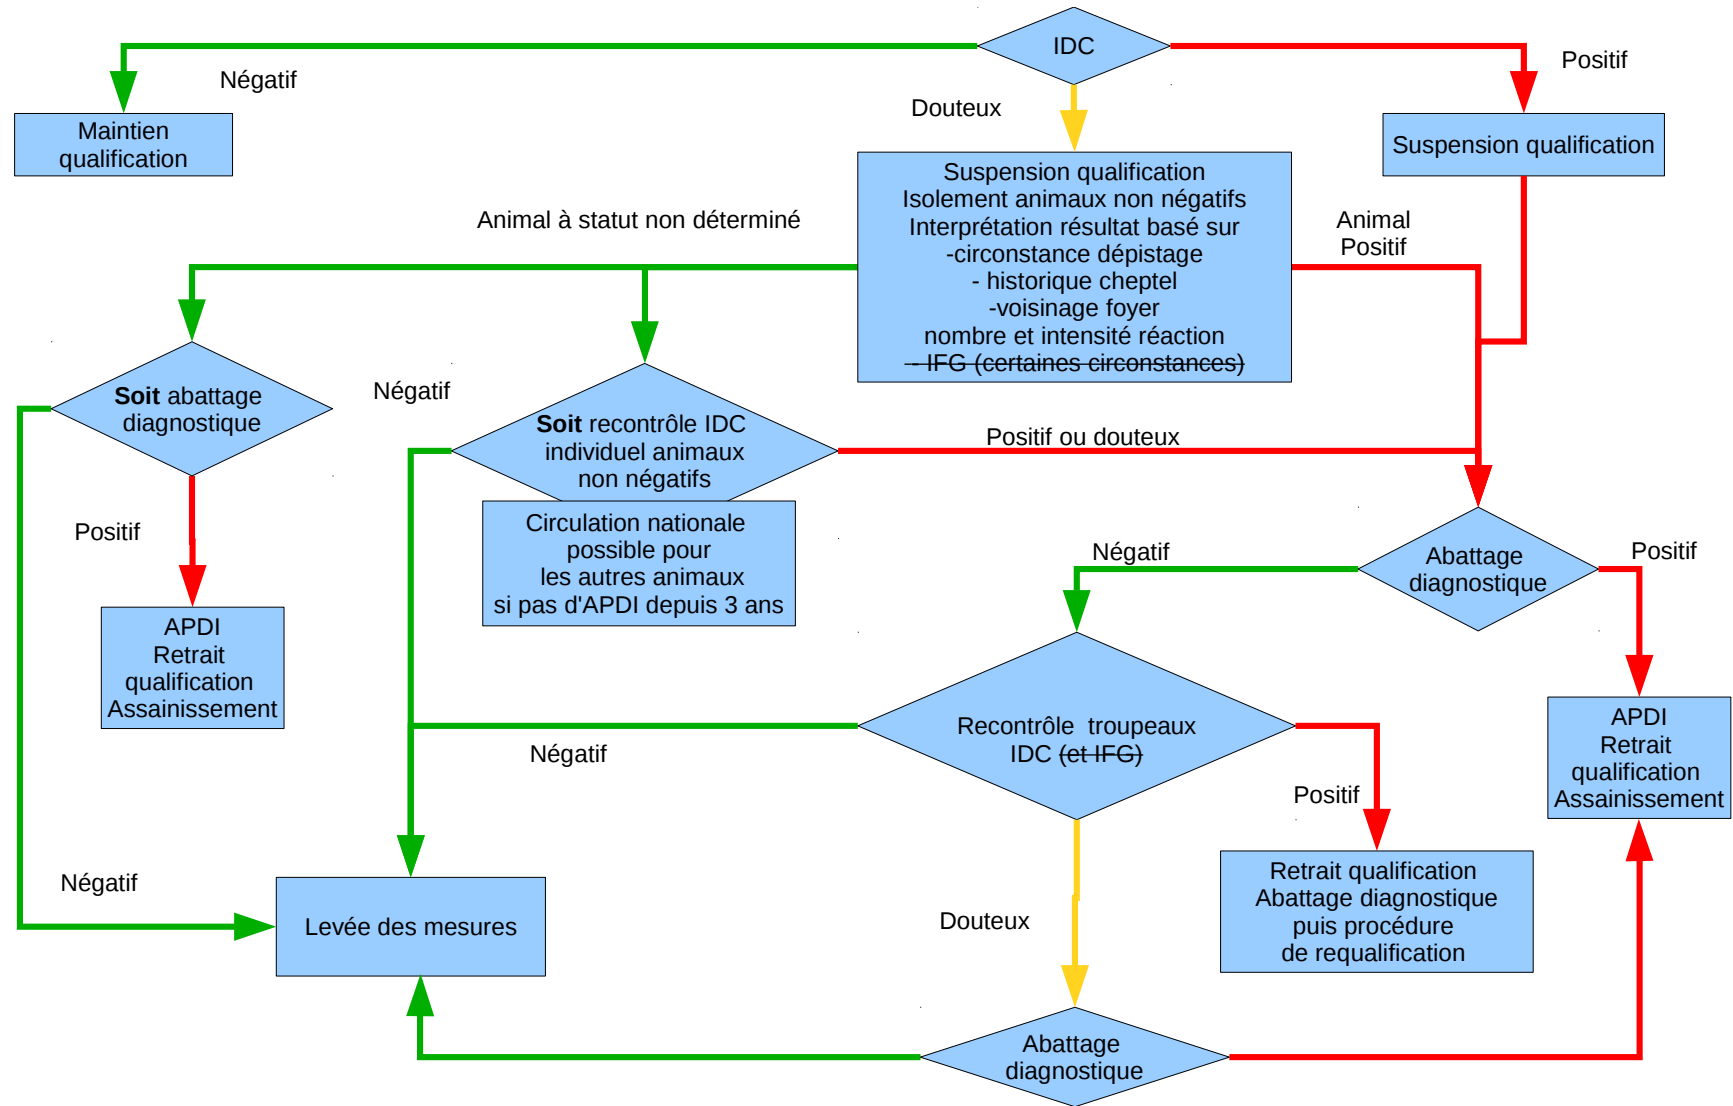 IDC
Négatif
Positif
Douteux
Maintien
qualification
Suspension qualification
Suspension qualification
Isolement animaux non négatifs
Interprétation résultat basé sur
-circonstance dépistage
- historique cheptel
-voisinage foyer
nombre et intensité réaction
- IFG (certaines circonstances)
Animal à statut non déterminé
Animal
Positif
Soit abattage
diagnostique
Négatif
Soit recontrôle IDC
individuel animaux
non négatifs
Positif ou douteux
Circulation nationale
possible pour
les autres animaux
si pas d'APDI depuis 3 ans
Positif
Négatif
Abattage
diagnostique
Positif
APDI
Retrait
qualification
Assainissement
Recontrôle troupeaux
IDC (et IFG)
Négatif
Positif
APDI
Retrait
qualification
Assainissement
Négatif
Levée des mesures
Douteux
Retrait qualification
Abattage diagnostique
puis procédure
de requalification
Abattage
diagnostique